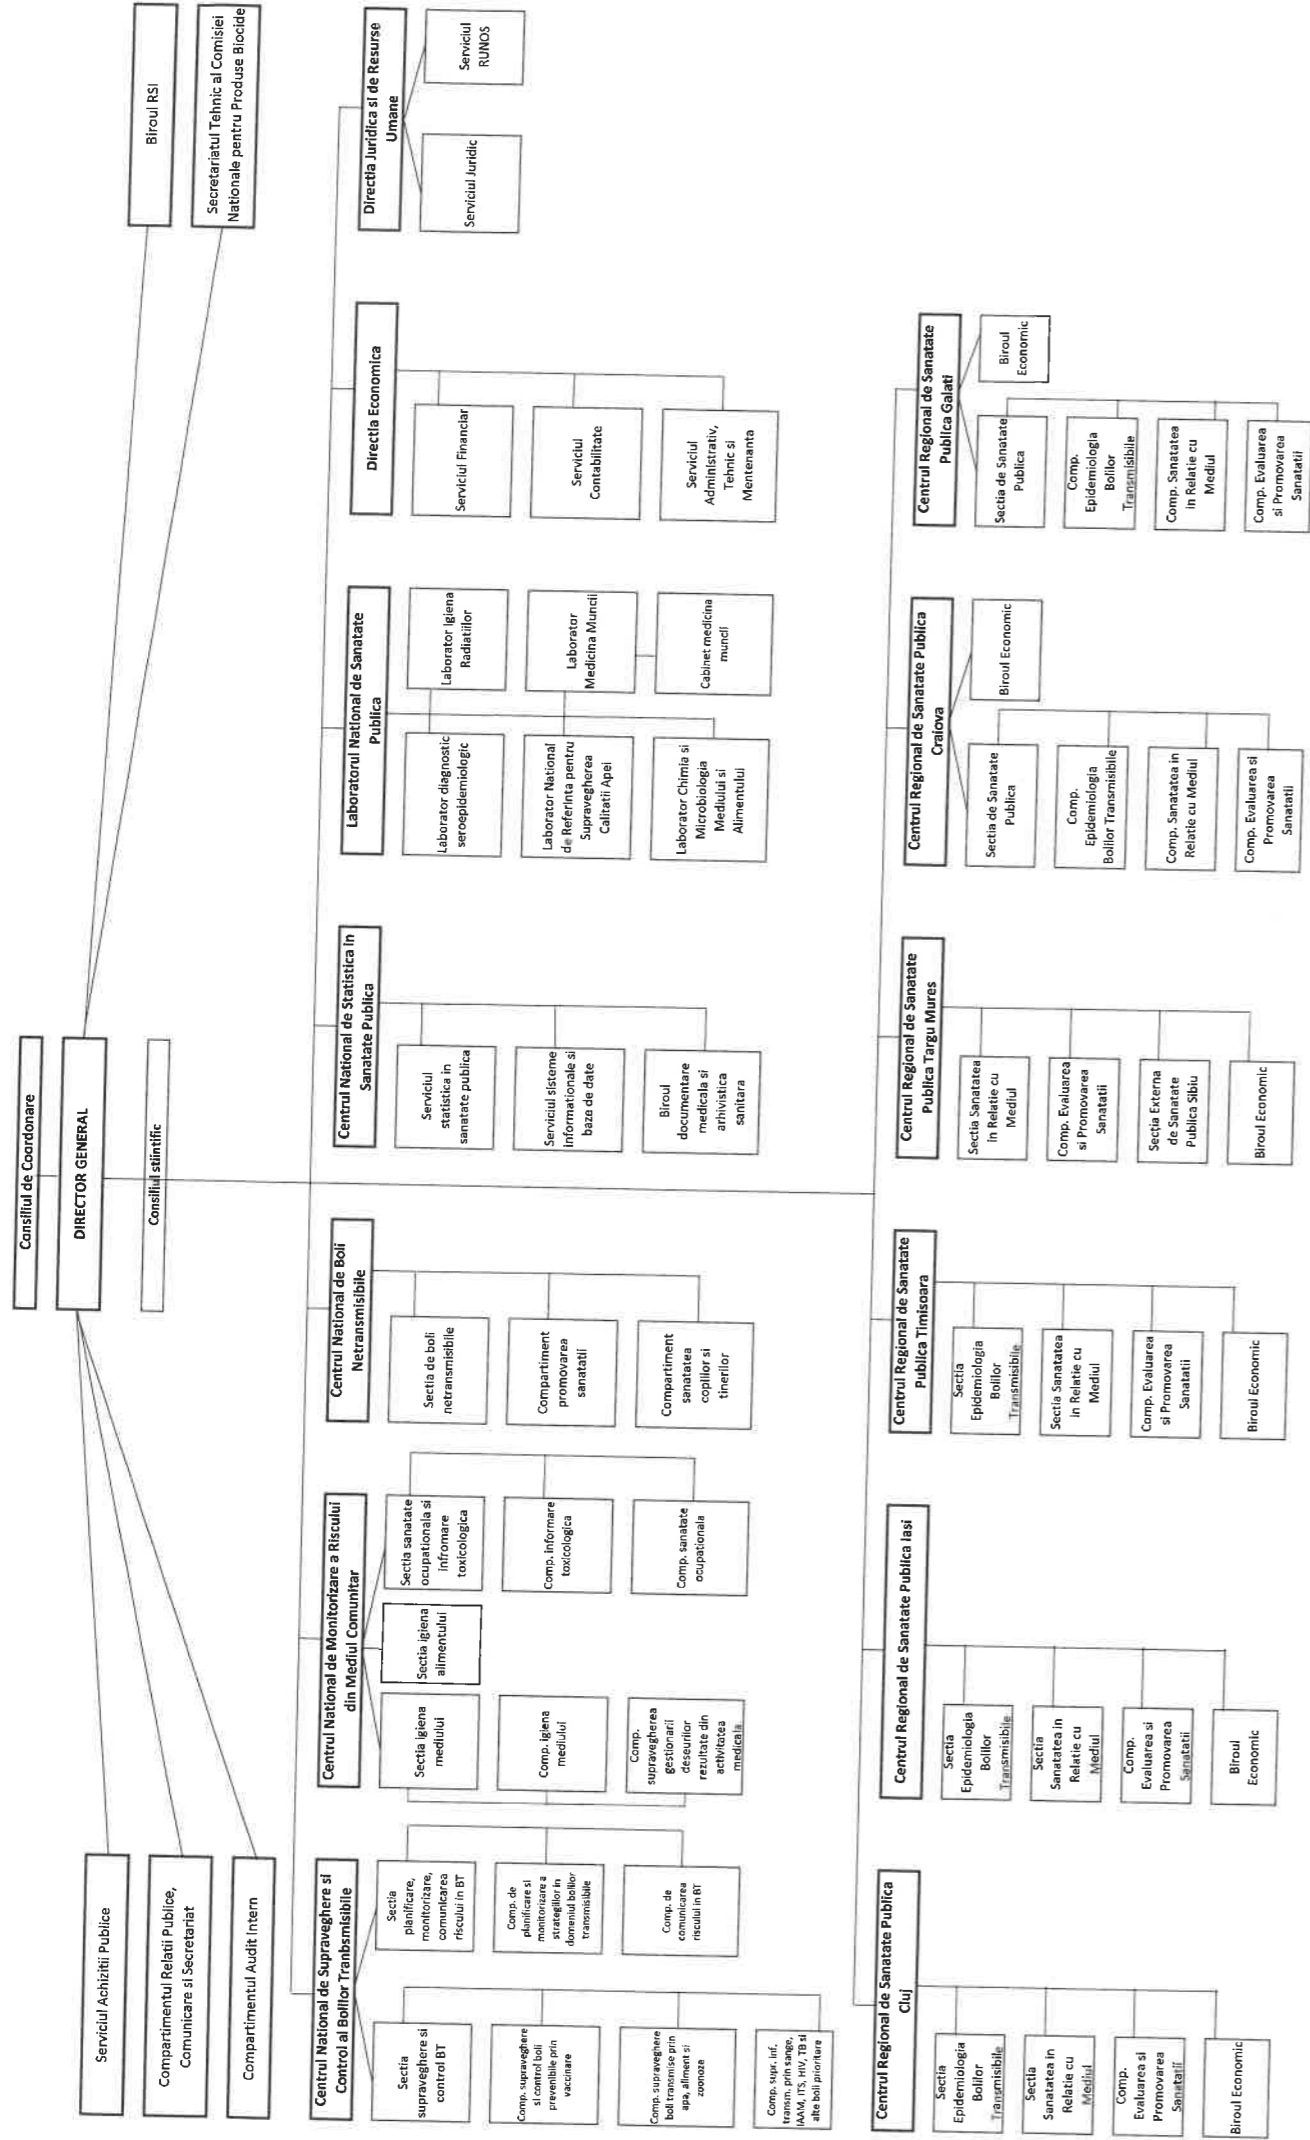 Consiliul de Coordonare
DIRECTOR GENERAL
Consiliul stiintific
Serviciul Achizitii Publice
Compartimentul Relatii Publice,
Comunicare si Secretariat
Compartimentul Audit Intern
Biroul RSI
Secretariatul Tehnic al Comisiei
Nationale pentru Produse Biocide
Centrul National de Supraveghere si
Control al Bolilor Tranbsmisibile
Sectia
supraveghere si
control BT
Comp. supraveghere
si control boli
prevenibile prin
vaccinare
Comp. supraveghere
boli transmise prin
apa, aliment si
zoonoze
Comp. supr. inf.
transm. prin sange,
IAAM, ITS, HIV, TB si
alte boli prioritare
Sectia
planificare,
monitorizare,
comunicarea
riscului in BT
Comp. de
planificare si
monitorizare a
strategiilor in
domeniul bolilor
transmisibile
Comp. de
comunicarea
riscului in BT
Centrul National de Monitorizare a Riscului
din Mediul Comunitar
Sectia igiena
mediului
Comp. igiena
mediului
Comp.
supravegherea
gestionarii
deseurilor
rezultate din
activitatea
medicala
Sectia igiena
alimentului
Sectia sanatate
ocupationala si
infromare
toxicologica
Comp. informare
toxicologica
Comp. sanatate
ocupationala
Centrul National de Boli
Netransmisibile
Sectia de boli
netransmisibile
Compartiment
promovarea
sanatatii
Compartiment
sanatatea
copiilor si
tinerilor
Centrul National de Statistica in
Sanatate Publica
Serviciul
statistica in
sanatate publica
Serviciul sisteme
informationale si
baze de date
Biroul
documentare
medicala si
arhivistica
sanitara
Laboratorul National de Sanatate
Publica
Laborator diagnostic
seroepidemiologic
Laborator National
de Referinta pentru
Supravegherea
Calitatii Apei
Laborator Chimia si
Microbiologia
Mediului si
Alimentului
Laborator Igiena
Radiatiilor
Laborator
Medicina Muncii
Cabinet medicina
muncii
Directia Economica
Serviciul Financiar
Serviciul
Contabilitate
Serviciul
Administrativ,
Tehnic si
Mentenanta
Directia Juridica si de Resurse
Umane
Serviciul Juridic
Serviciul
RUNOS
Centrul Regional de Sanatate Publica
Cluj
Sectia
Epidemiologia
Bolilor
Transmisibile
Sectia
Sanatatea in
Relatie cu
Mediul
Comp.
Evaluarea si
Promovarea
Sanatatii
Biroul Economic
Centrul Regional de Sanatate Publica Iasi
Sectia
Epidemiologia
Bolilor
Transmisibile
Sectia
Sanatatea in
Relatie cu
Mediul
Comp.
Evaluarea si
Promovarea
Sanatatii
Biroul
Economic
Centrul Regional de Sanatate
Publica Timisoara
Sectia
Epidemiologia
Bolilor
Transmisibile
Sectia Sanatatea
in Relatie cu
Mediul
Comp. Evaluarea
si Promovarea
Sanatatii
Biroul Economic
Centrul Regional de Sanatate
Publica Targu Mures
Sectia Sanatatea
in Relatie cu
Mediul
Comp. Evaluarea
si Promovarea
Sanatatii
Sectia Externa
de Sanatate
Publica Sibiu
Biroul Economic
Centrul Regional de Sanatate Publica
Craiova
Sectia de Sanatate
Publica
Comp.
Epidemiologia
Bolilor Transmisibile
Comp. Sanatatea in
Relatie cu Mediul
Comp. Evaluarea si
Promovarea
Sanatatii
Biroul Economic
Centrul Regional de Sanatate
Publica Galati
Sectia de Sanatate
Publica
Comp.
Epidemiologia
Bolilor
Transmisibile
Comp. Sanatatea
in Relatie cu
Mediul
Comp. Evaluarea
si Promovarea
Sanatatii
Biroul
Economic